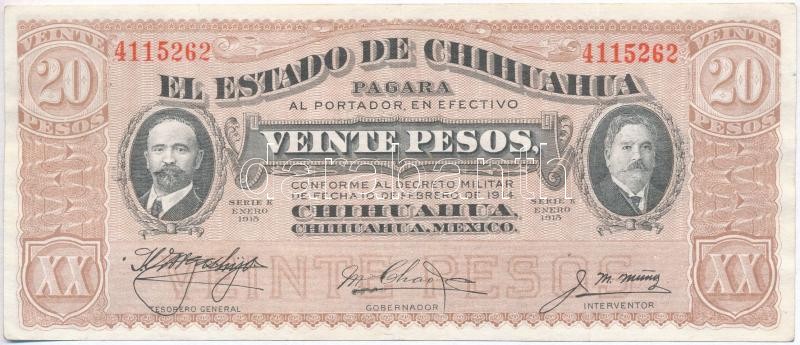 VEINTE 20 PESOS
4115262
4115262
VEINTE 20 PESOS
EL ESTADO DE CHIHUAHUA
PAGARA
AL PORTADOR, EN EFECTIVO
VEINTE PESOS.
CONFORME AL DECRETO MILITAR
DE FECHA 10 DE FEBRERO DE 1914
CHIHUAHUA.
CHIHUAHUA, MEXICO.
SERIE K
ENERO
1915
SERIE K
ENERO
1915
XX
XX
VEINTE PESOS
M. Chao
J. M. Mung
TESORERO GENERAL
GOBERNADOR
INTERVENTOR